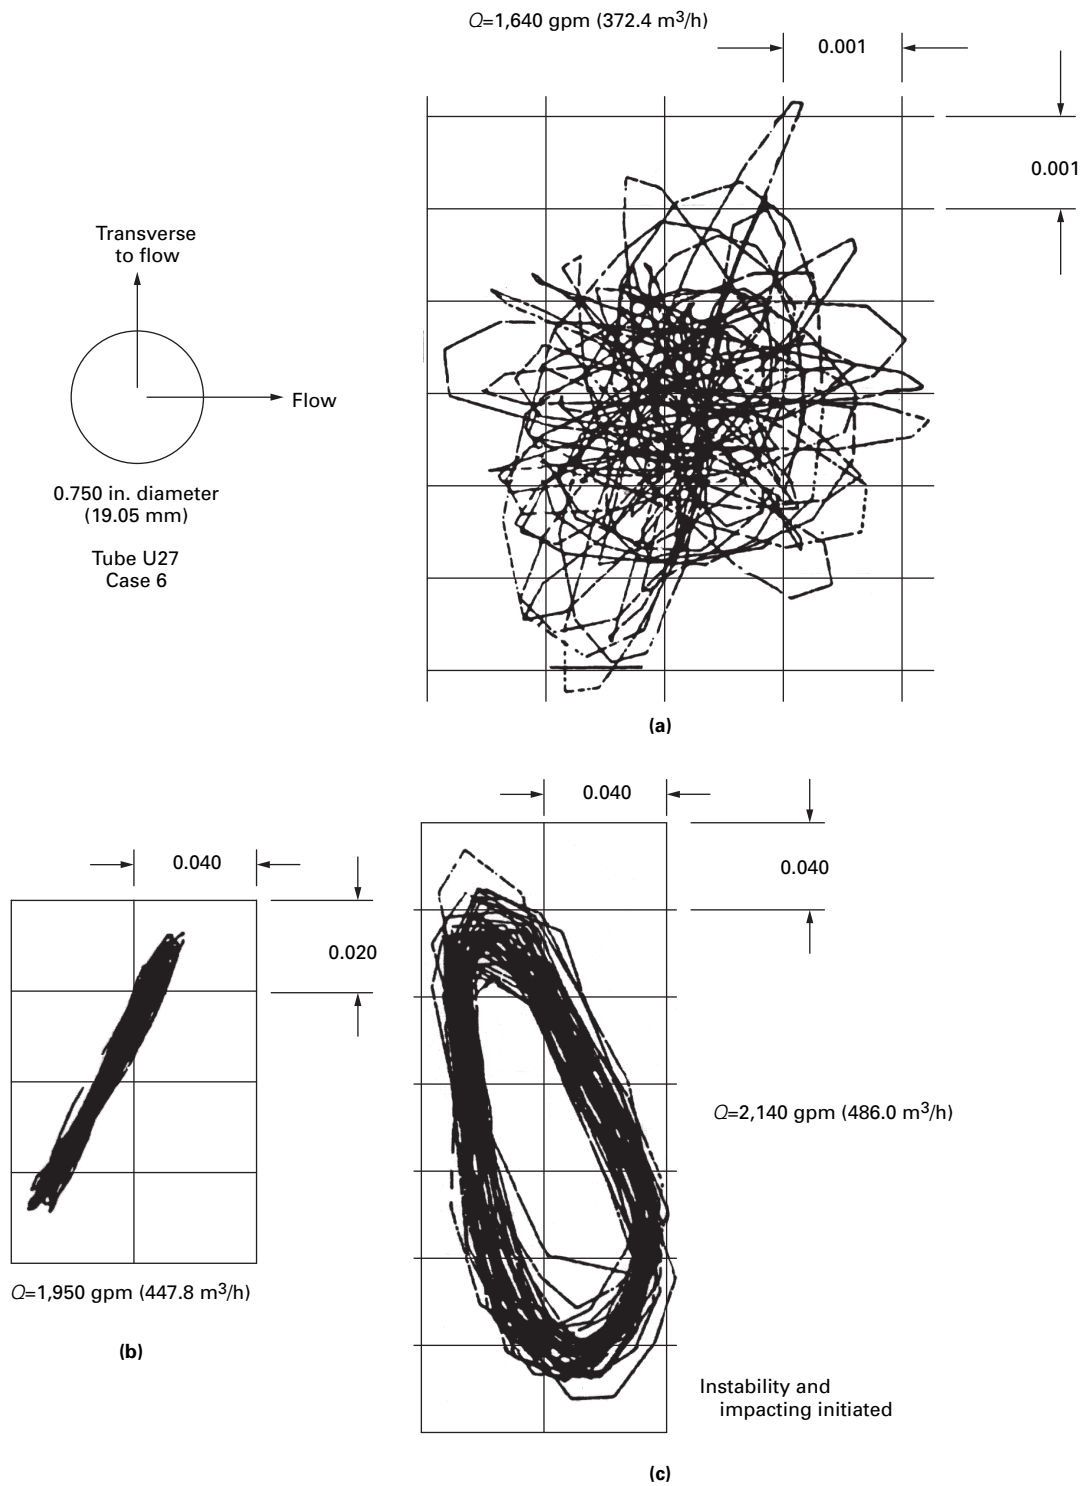 Q=1,640 gpm (372.4 m³/h)
0.001
0.001
Transverse
to flow
Flow
0.750 in. diameter
(19.05 mm)
Tube U27
Case 6
(a)
0.040
0.040
0.040
0.020
Q=2,140 gpm (486.0 m³/h)
Q=1,950 gpm (447.8 m³/h)
(b)
Instability and
impacting initiated
(c)